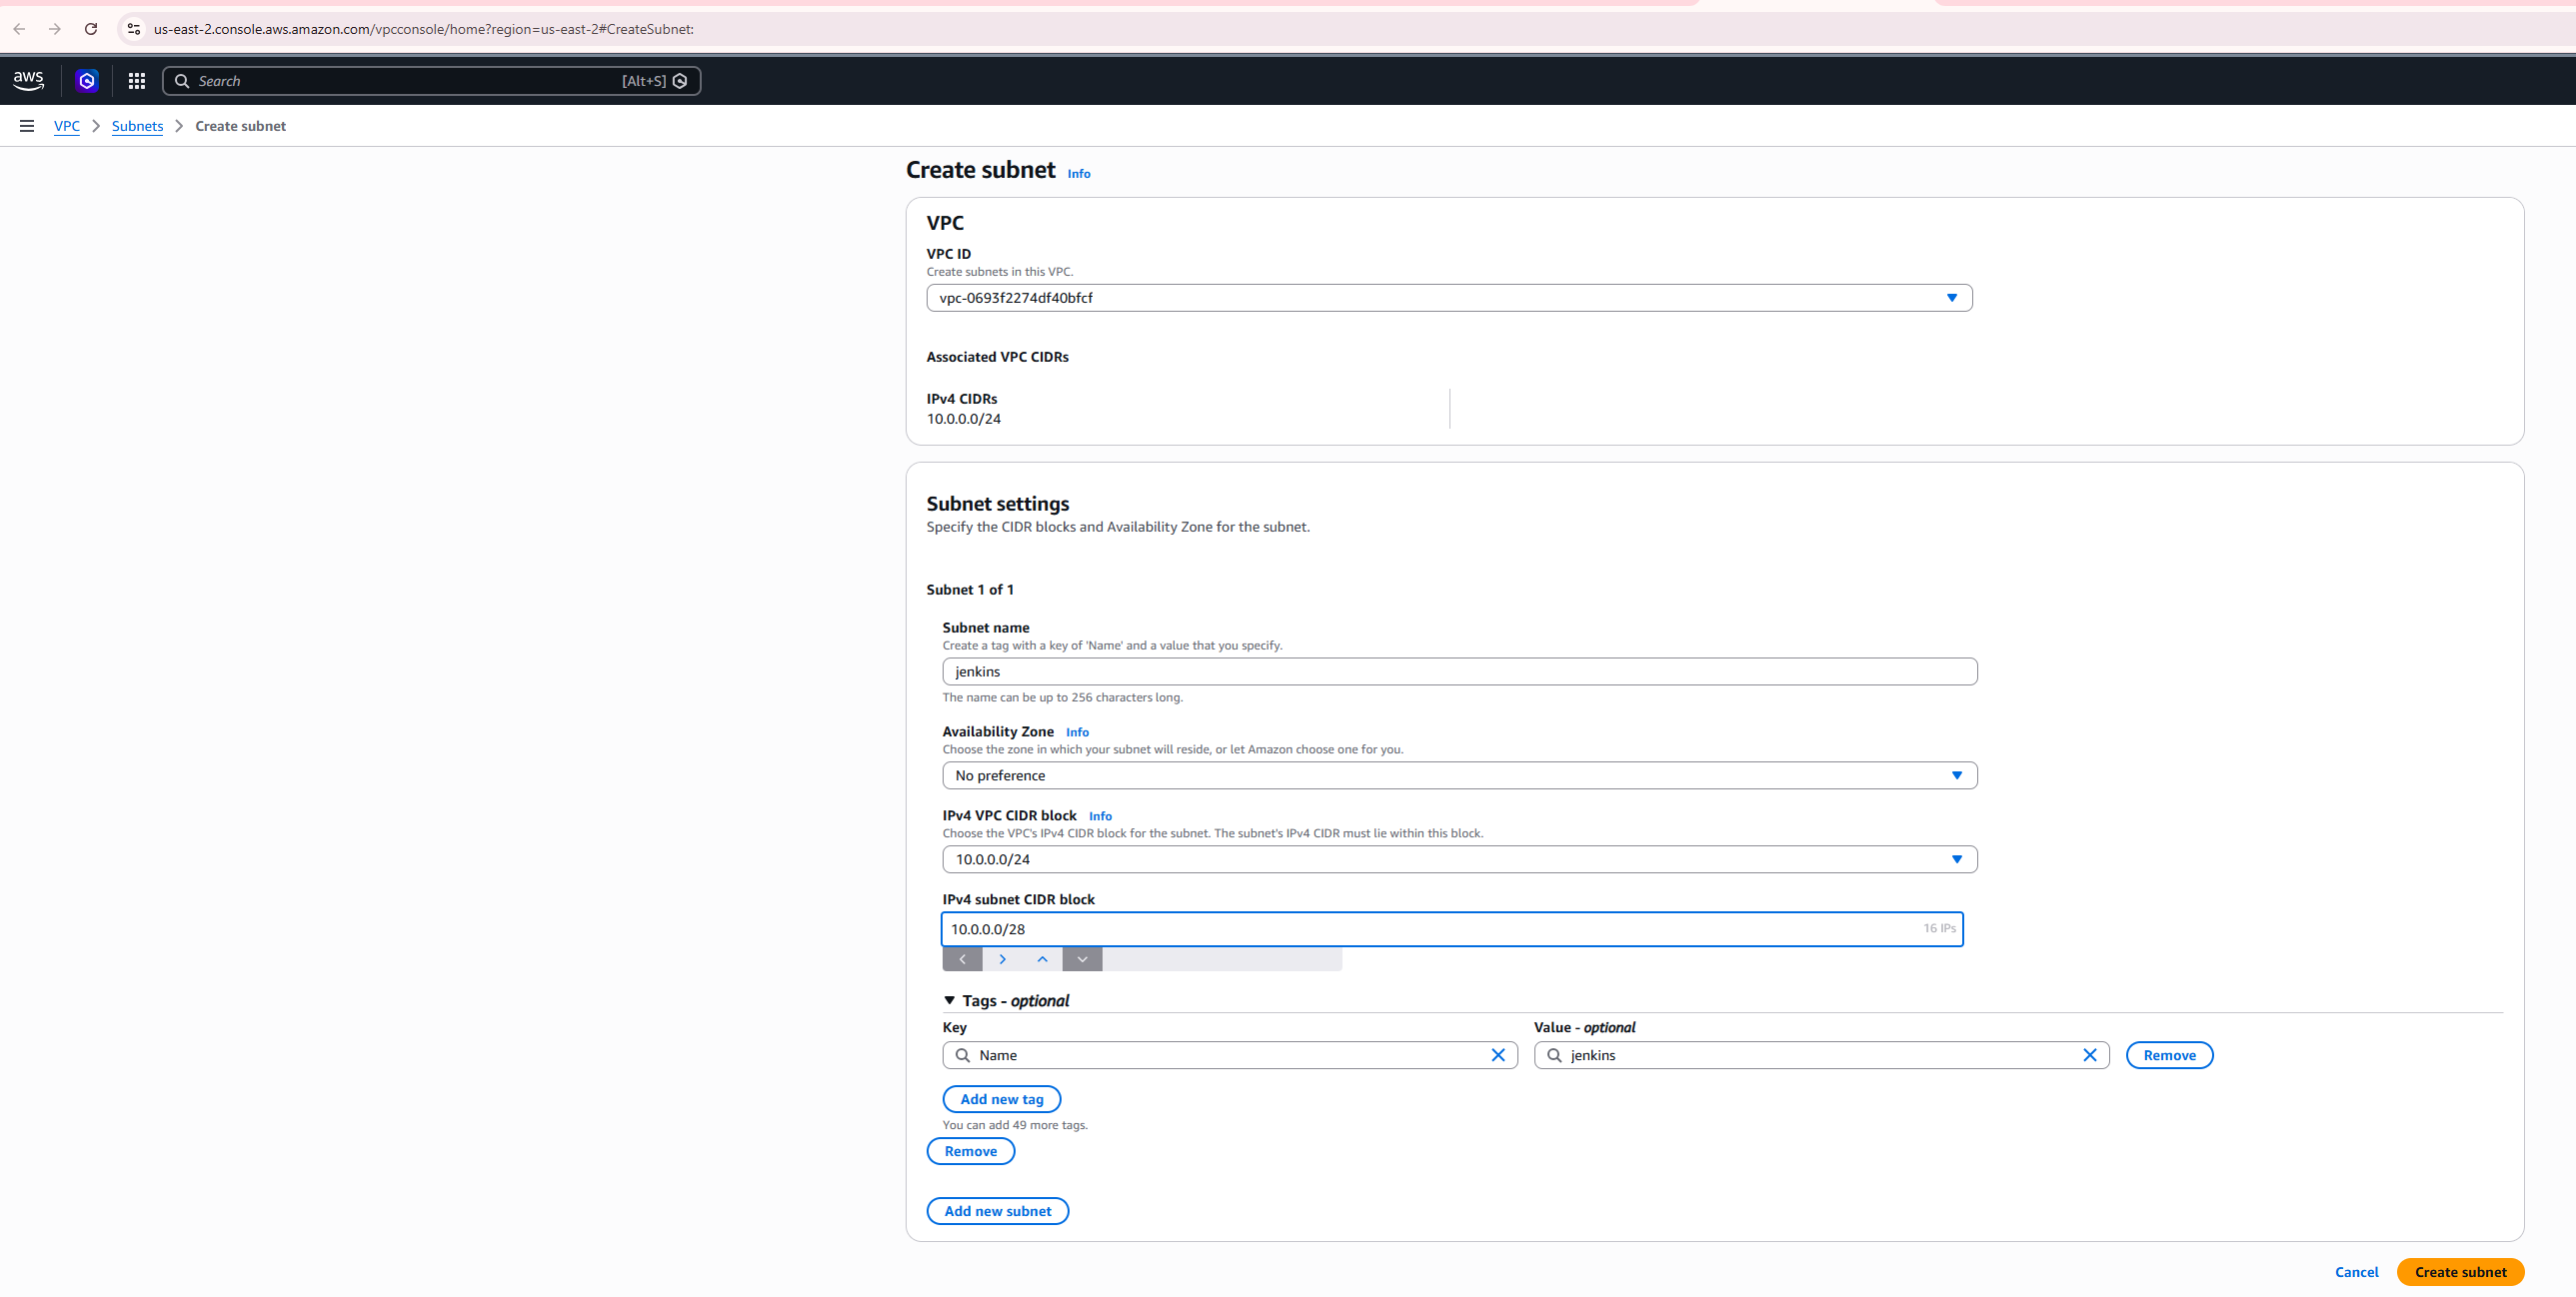 us-east-2.console.aws.amazon.com/vpcconsole/home?region=us-east-2#CreateSubnet:
aws
Search [Alt+S]
VPC > Subnets > Create subnet
Create subnet Info
VPC
VPC ID
Create subnets in this VPC.
vpc-0693f2274df40bfcf
Associated VPC CIDRs
IPv4 CIDRs
10.0.0.0/24
Subnet settings
Specify the CIDR blocks and Availability Zone for the subnet.
Subnet 1 of 1
Subnet name
Create a tag with a key of 'Name' and a value that you specify.
jenkins
The name can be up to 256 characters long.
Availability Zone Info
Choose the zone in which your subnet will reside, or let Amazon choose one for you.
No preference
IPv4 VPC CIDR block Info
Choose the VPC's IPv4 CIDR block for the subnet. The subnet's IPv4 CIDR must lie within this block.
10.0.0.0/24
IPv4 subnet CIDR block
10.0.0.0/28 16 IPs
Tags - optional
Key Value - optional
Name jenkins Remove
Add new tag
You can add 49 more tags.
Remove
Add new subnet
Cancel Create subnet